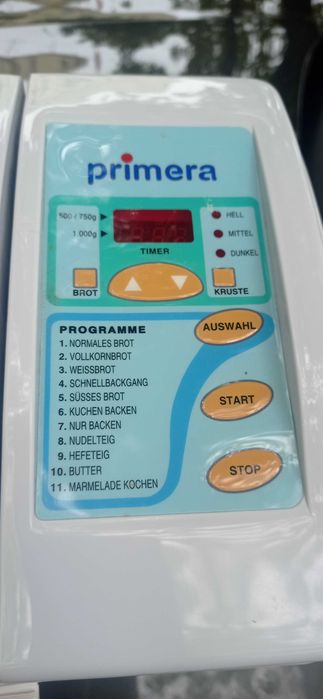 primera
500 / 750g
1.000g
HELL
MITTEL
DUNKEL
TIMER
BROT
KRUSTE
AUSWAHL
START
STOP
PROGRAMME
1. NORMALES BROT
2. VOLLKORNBROT
3. WEISSBROT
4. SCHNELLBACKGANG
5. SÜSSES BROT
6. KUCHEN BACKEN
7. NUR BACKEN
8. NUDELTEIG
9. HEFETEIG
10. BUTTER
11. MARMELADE KOCHEN